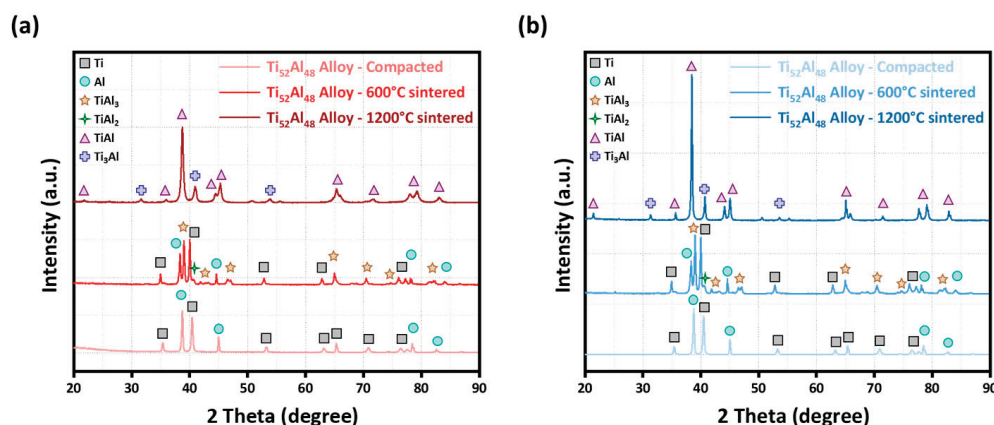 (a)
Ti
Al
TiAl₃
TiAl₂
TiAl
Ti₃Al
Ti₅₂Al₄₈ Alloy - Compacted
Ti₅₂Al₄₈ Alloy - 600°C sintered
Ti₅₂Al₄₈ Alloy - 1200°C sintered
Intensity (a.u.)
20 30 40 50 60 70 80 90
2 Theta (degree)
(b)
Ti
Al
TiAl₃
TiAl₂
TiAl
Ti₃Al
Ti₅₂Al₄₈ Alloy - Compacted
Ti₅₂Al₄₈ Alloy - 600°C sintered
Ti₅₂Al₄₈ Alloy - 1200°C sintered
Intensity (a.u.)
20 30 40 50 60 70 80 90
2 Theta (degree)